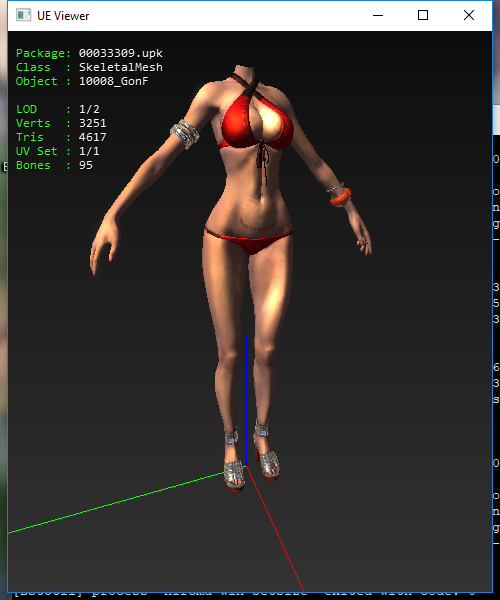 UE Viewer
Package: 00033309.upk
Class : SkeletalMesh
Object : 10008_GonF
LOD : 1/2
Verts : 3251
Tris : 4617
UV Set : 1/1
Bones : 95